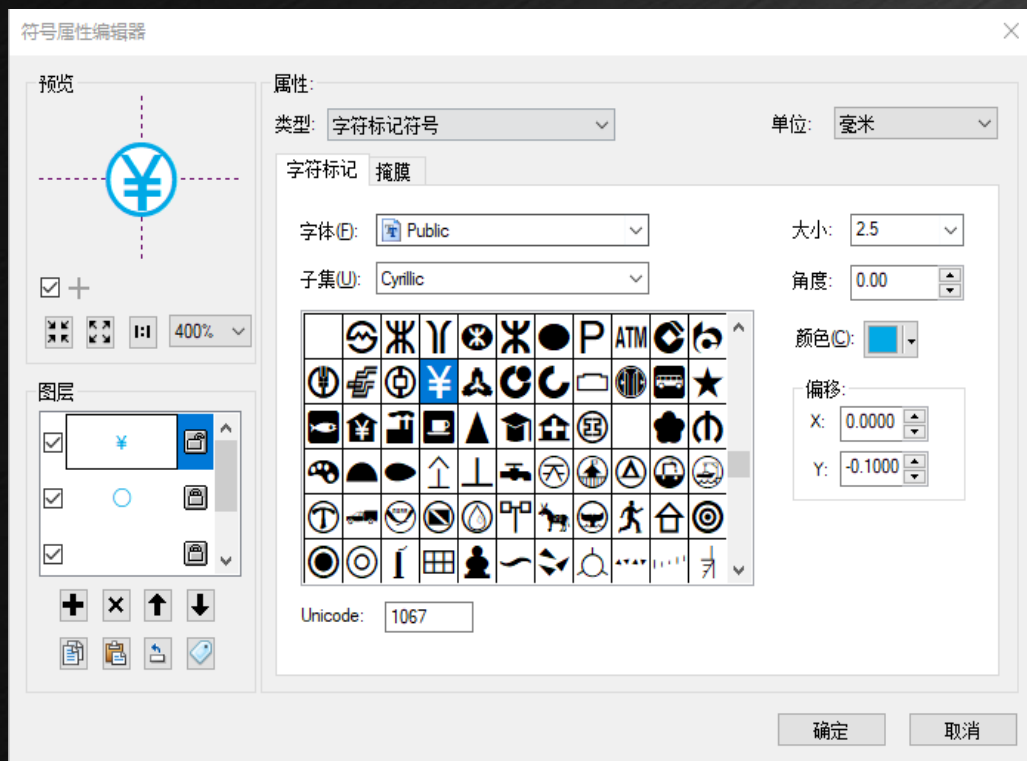 符号属性编辑器
预览
¥
400%
图层
¥
属性:
类型: 字符标记符号
单位: 毫米
字符标记 掩膜
字体(F): Public
子集(U): Cyrillic
P ATM
¥
Unicode: 1067
大小: 2.5
角度: 0.00
颜色(C):
偏移:
X: 0.0000
Y: -0.1000
确定 取消